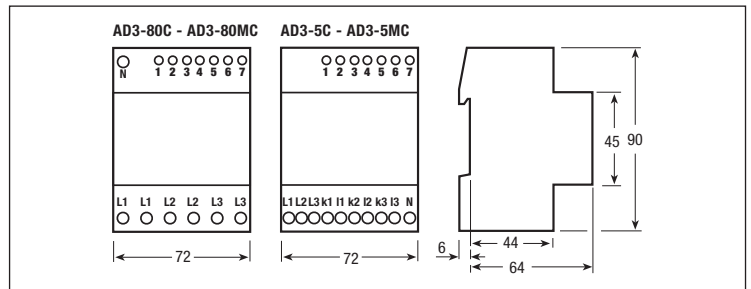 AD3-80C - AD3-80MC
AD3-5C - AD3-5MC
N
1 2 3 4 5 6 7
1 2 3 4 5 6 7
45
90
L1 L1 L2 L2 L3 L3
L1 L2 L3 k1 l1 k2 l2 k3 l3 N
72
72
6
44
64